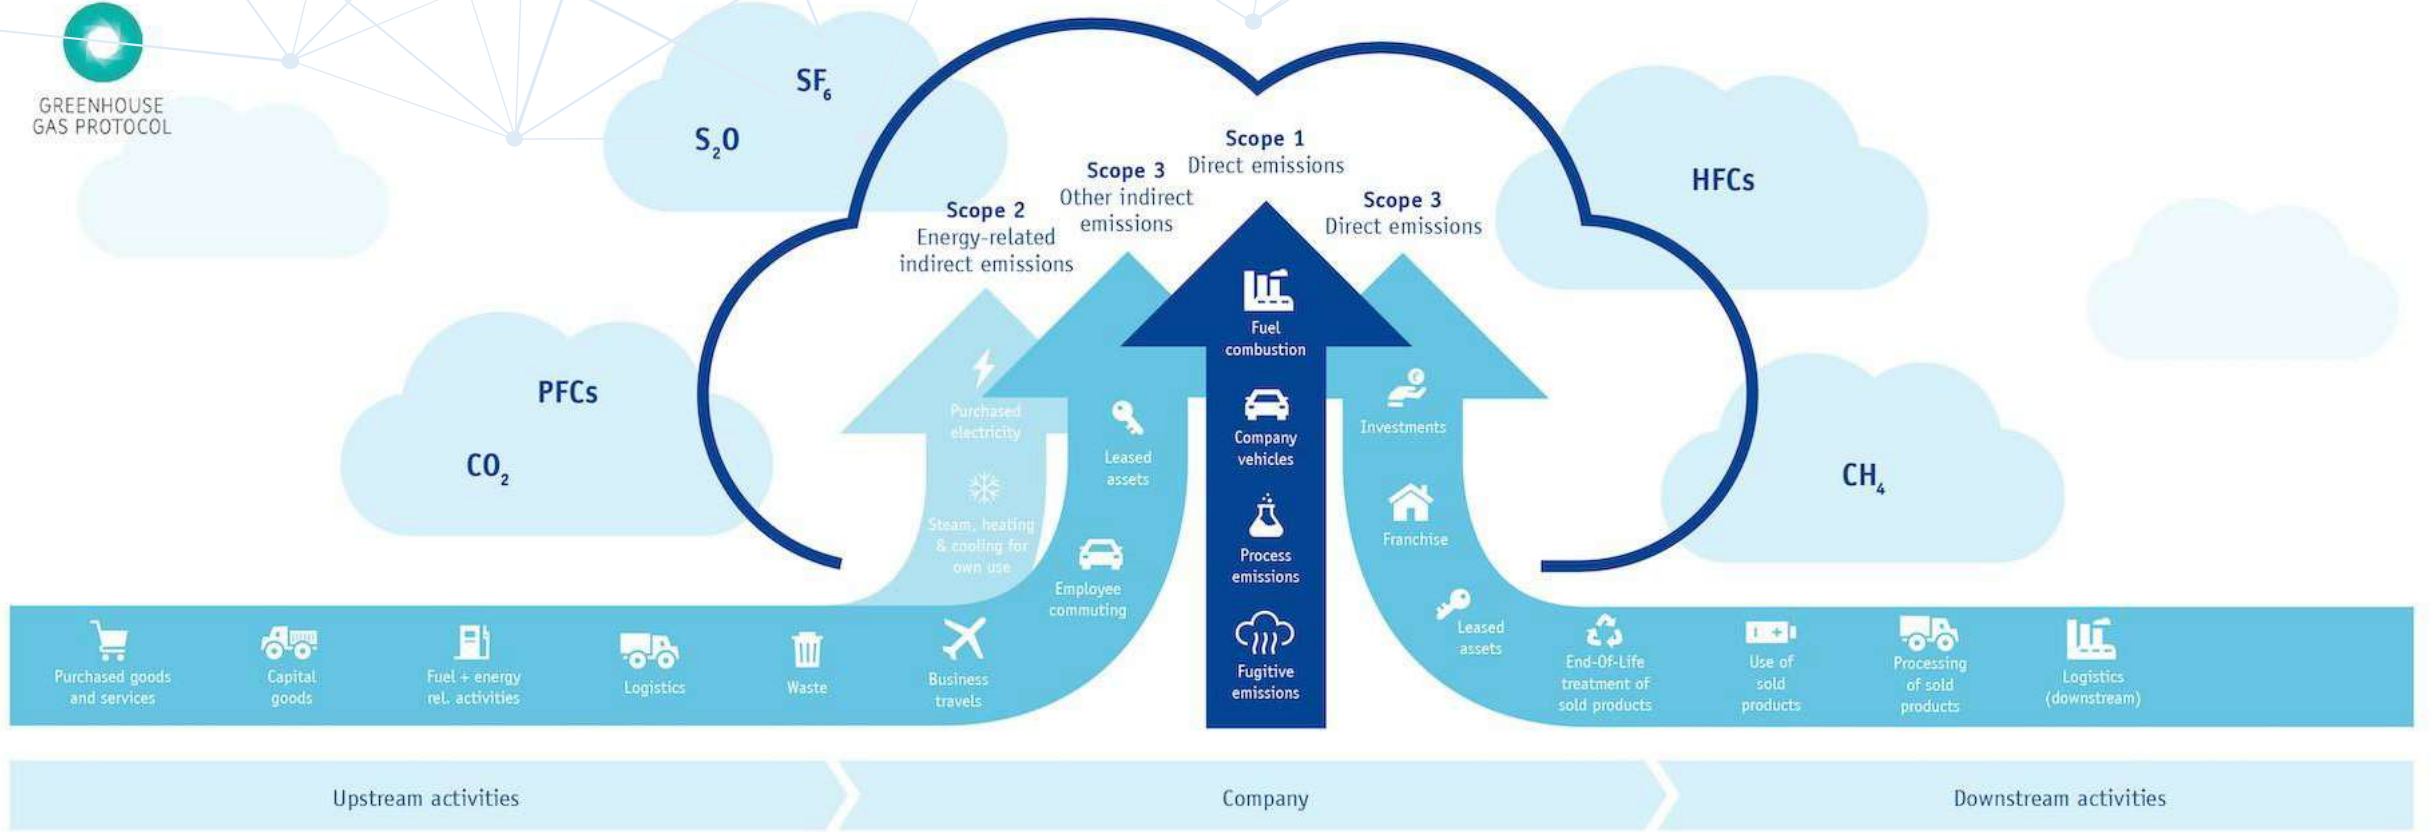 GREENHOUSE
GAS PROTOCOL
SF₆
S₂O
HFCs
PFCs
CO₂
CH₄
Scope 2
Energy-related
indirect emissions
Scope 3
Other indirect
emissions
Scope 1
Direct emissions
Scope 3
Direct emissions
Purchased
electricity
Steam, heating
& cooling for
own use
Leased
assets
Employee
commuting
Fuel
combustion
Company
vehicles
Process
emissions
Fugitive
emissions
Investments
Franchise
Leased
assets
Purchased goods
and services
Capital
goods
Fuel + energy
rel. activities
Logistics
Waste
Business
travels
End-Of-Life
treatment of
sold products
Use of
sold
products
Processing
of sold
products
Logistics
(downstream)
Upstream activities
Company
Downstream activities